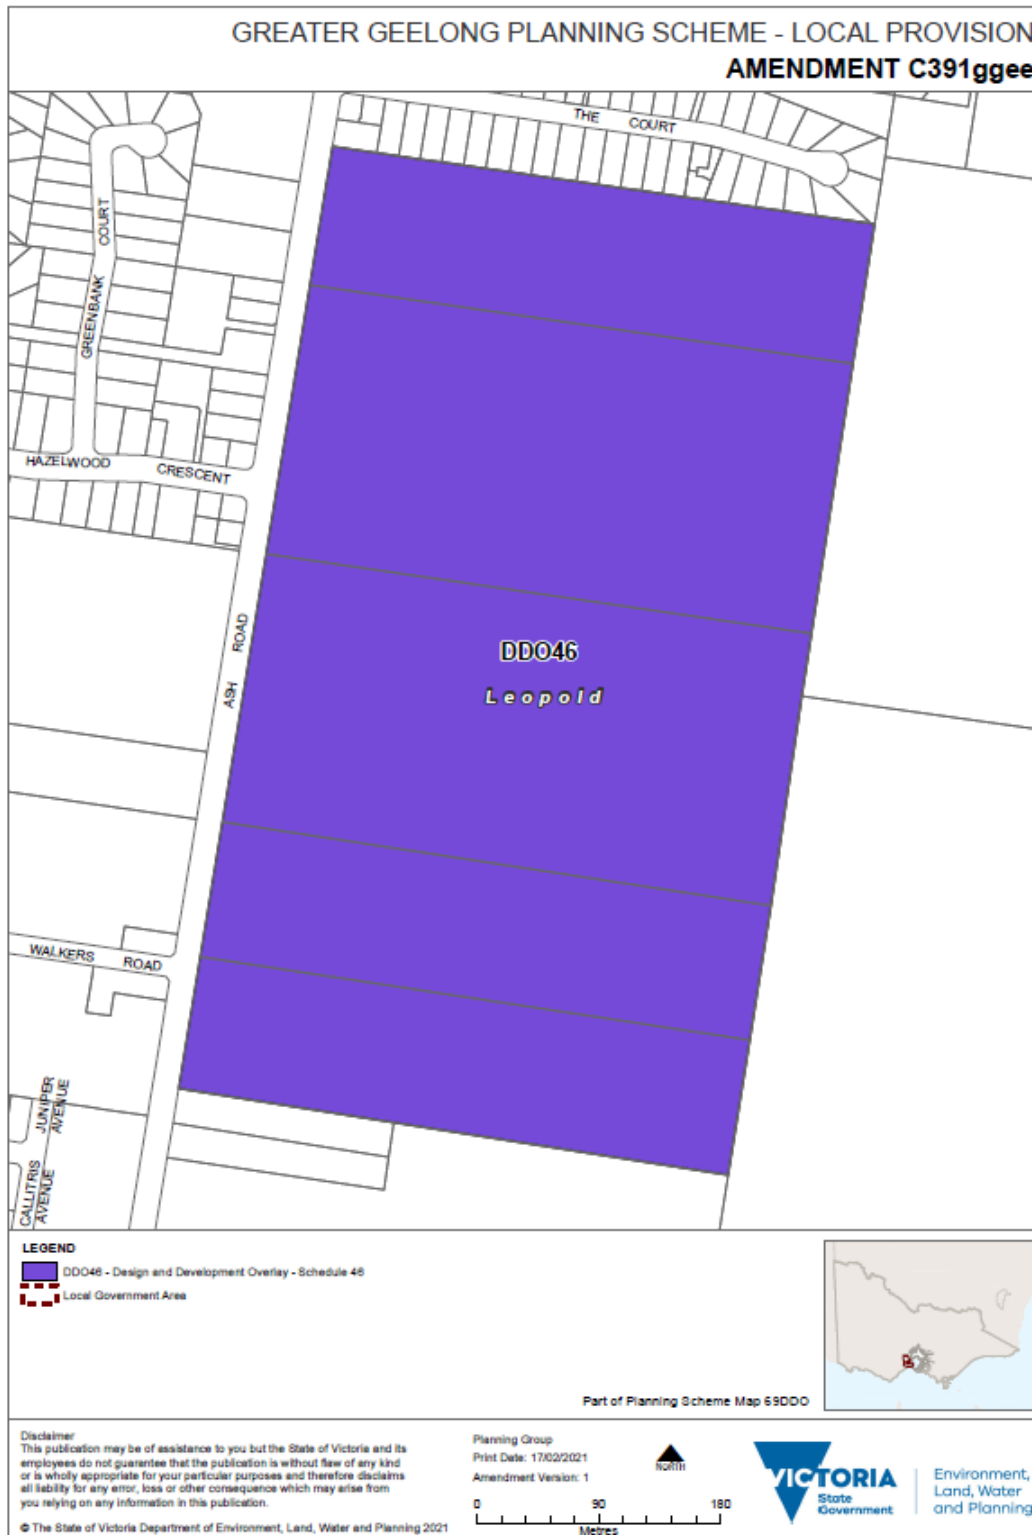 GREATER GEELONG PLANNING SCHEME - LOCAL PROVISION
AMENDMENT C391ggee
THE COURT
GREENBANK COURT
HAZELWOOD CRESCENT
ASH ROAD
DDO46
Leopold
WALKERS ROAD
JUNIPER
AVENUE
CALLITRIS
AVENUE
LEGEND
DDO46 - Design and Development Overlay - Schedule 46
Local Government Area
Part of Planning Scheme Map 69DDO
Disclaimer
This publication may be of assistance to you but the State of Victoria and its
employees do not guarantee that the publication is without flaw of any kind
or is wholly appropriate for your particular purposes and therefore disclaims
all liability for any error, loss or other consequence which may arise from
you relying on any information in this publication.
© The State of Victoria Department of Environment, Land, Water and Planning 2021
Planning Group
Print Date: 17/02/2021
Amendment Version: 1
NORTH
0 90 180
Metres
VICTORIA
State
Government
Environment,
Land, Water
and Planning